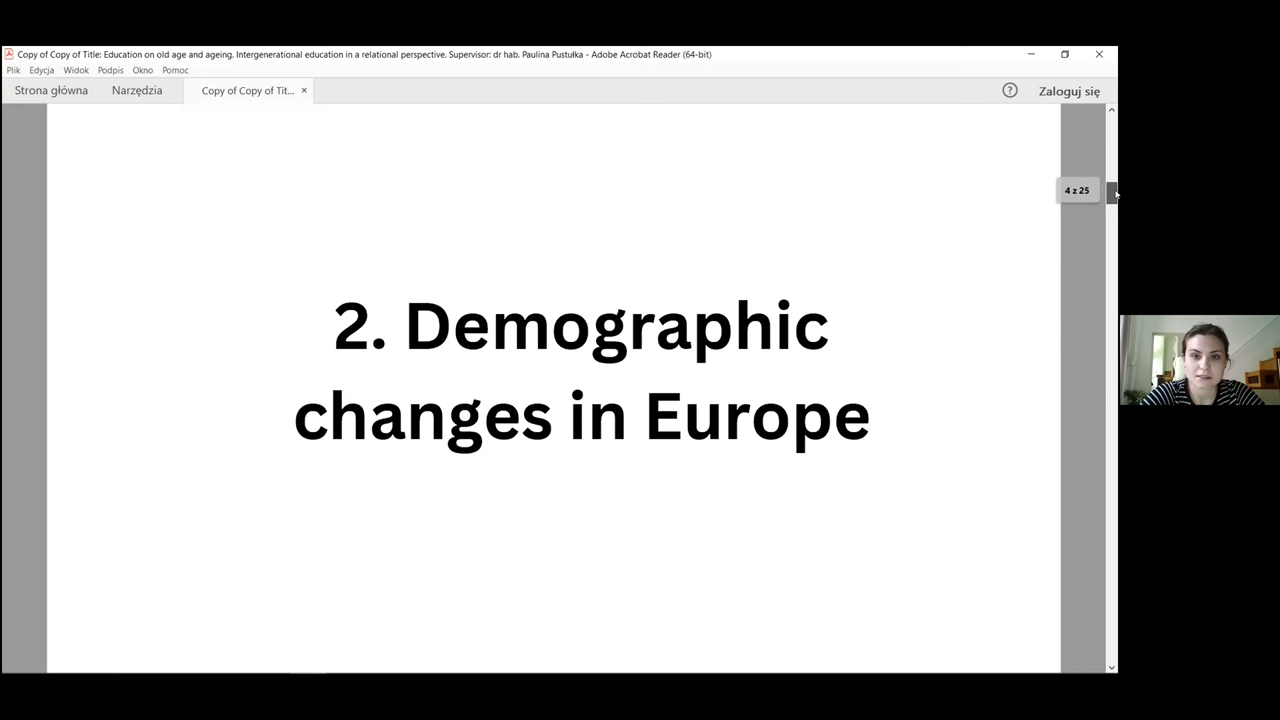 Copy of Copy of Title: Education on old age and ageing. Intergenerational education in a relational perspective. Supervisor: dr hab. Paulina Pustułka - Adobe Acrobat Reader (64-bit)
Plik Edycja Widok Podpis Okno Pomoc
Strona główna Narzędzia Copy of Copy of Tit... × ? Zaloguj się
4 z 25
2. Demographic
changes in Europe